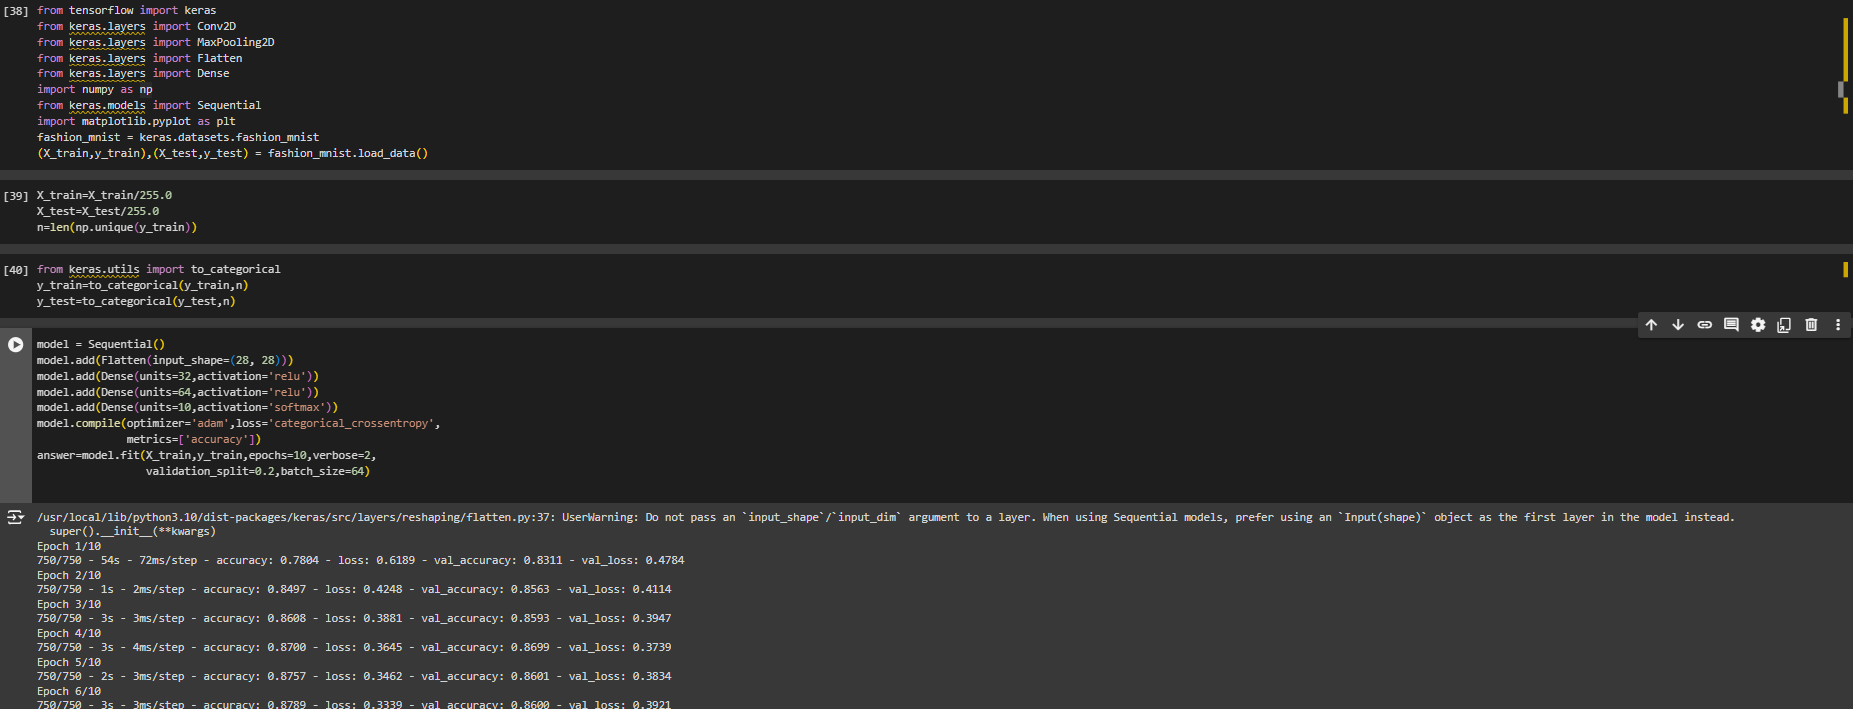 [38] from tensorflow import keras
from keras.layers import Conv2D
from keras.layers import MaxPooling2D
from keras.layers import Flatten
from keras.layers import Dense
import numpy as np
from keras.models import Sequential
import matplotlib.pyplot as plt
fashion_mnist = keras.datasets.fashion_mnist
(X_train,y_train),(X_test,y_test) = fashion_mnist.load_data()
[39] X_train=X_train/255.0
X_test=X_test/255.0
n=len(np.unique(y_train))
[40] from keras.utils import to_categorical
y_train=to_categorical(y_train,n)
y_test=to_categorical(y_test,n)
model = Sequential()
model.add(Flatten(input_shape=(28, 28)))
model.add(Dense(units=32,activation='relu'))
model.add(Dense(units=64,activation='relu'))
model.add(Dense(units=10,activation='softmax'))
model.compile(optimizer='adam',loss='categorical_crossentropy',
metrics=['accuracy'])
answer=model.fit(X_train,y_train,epochs=10,verbose=2,
validation_split=0.2,batch_size=64)
/usr/local/lib/python3.10/dist-packages/keras/src/layers/reshaping/flatten.py:37: UserWarning: Do not pass an `input_shape`/`input_dim` argument to a layer. When using Sequential models, prefer using an `Input(shape)` object as the first layer in the model instead.
super().__init__(**kwargs)
Epoch 1/10
750/750 - 54s - 72ms/step - accuracy: 0.7804 - loss: 0.6189 - val_accuracy: 0.8311 - val_loss: 0.4784
Epoch 2/10
750/750 - 1s - 2ms/step - accuracy: 0.8497 - loss: 0.4248 - val_accuracy: 0.8563 - val_loss: 0.4114
Epoch 3/10
750/750 - 3s - 3ms/step - accuracy: 0.8608 - loss: 0.3881 - val_accuracy: 0.8593 - val_loss: 0.3947
Epoch 4/10
750/750 - 3s - 4ms/step - accuracy: 0.8700 - loss: 0.3645 - val_accuracy: 0.8699 - val_loss: 0.3739
Epoch 5/10
750/750 - 2s - 3ms/step - accuracy: 0.8757 - loss: 0.3462 - val_accuracy: 0.8601 - val_loss: 0.3834
Epoch 6/10
750/750 - 3s - 3ms/step - accuracy: 0.8789 - loss: 0.3339 - val_accuracy: 0.8600 - val_loss: 0.3921